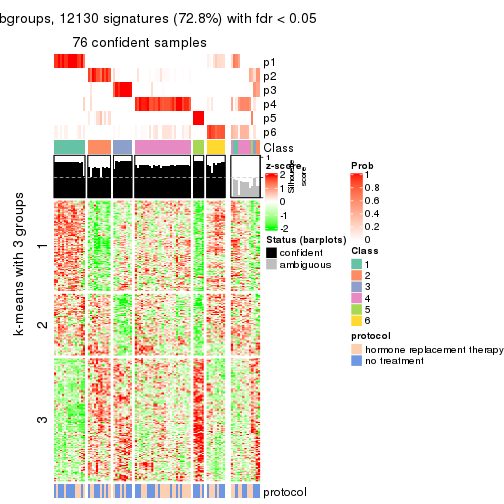 bgroups, 12130 signatures (72.8%) with fdr < 0.05
76 confident samples
p1
p2
p3
p4
p5
p6
Class
1
Silhouette
score
k-means with 3 groups
1
2
3
z-score
2
1
0
-1
-2
Status (barplots)
confident
ambiguous
Prob
1
0.8
0.6
0.4
0.2
0
Class
1
2
3
4
5
6
protocol
hormone replacement therapy
no treatment
protocol